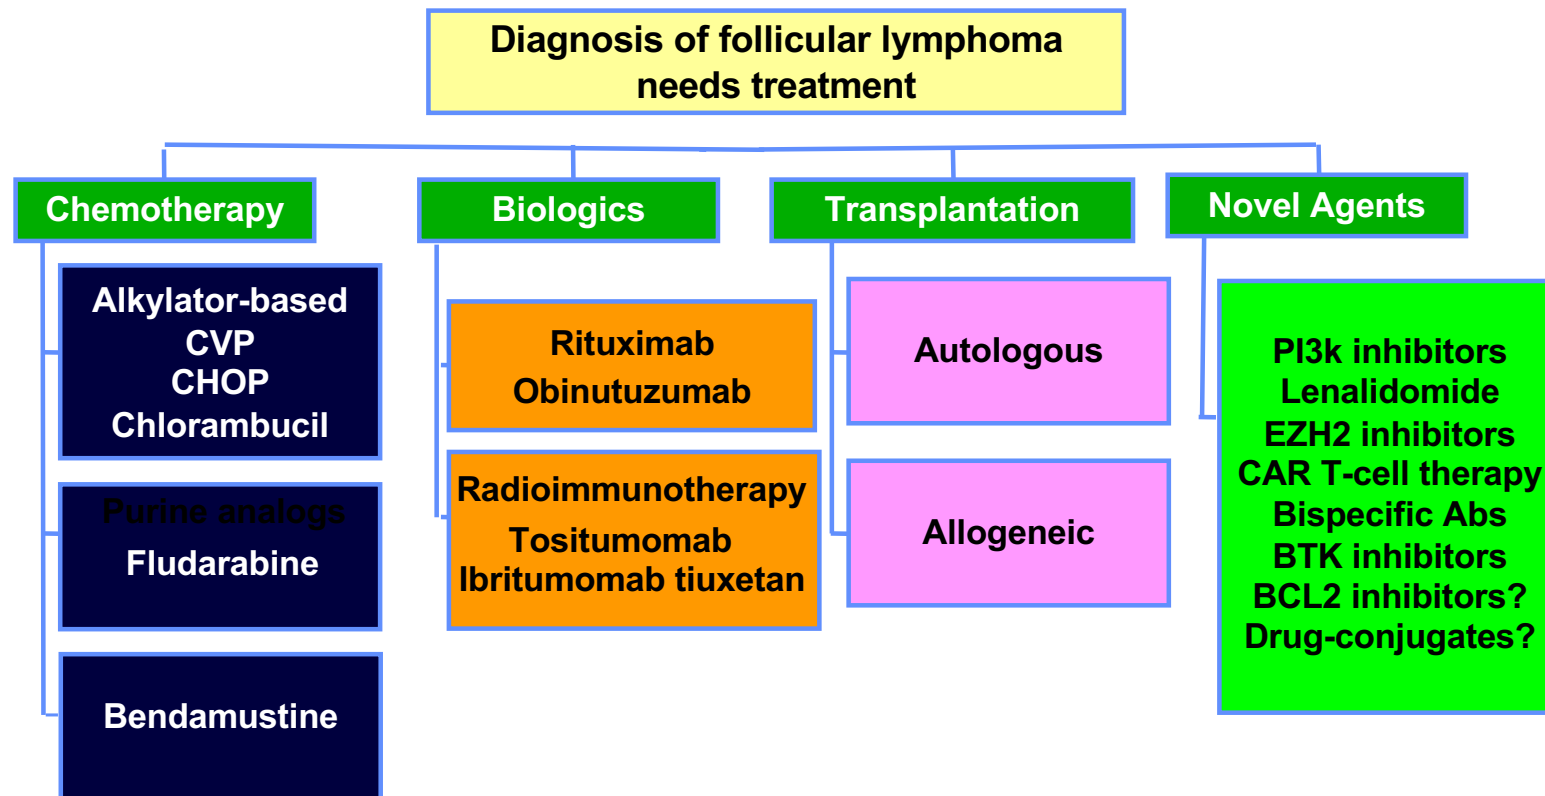 Diagnosis of follicular lymphoma
needs treatment
Chemotherapy
Alkylator-based
CVP
CHOP
Chlorambucil
Purine analogs
Fludarabine
Bendamustine
Biologics
Rituximab
Obinutuzumab
Radioimmunotherapy
Tositumomab
Ibritumomab tiuxetan
Transplantation
Autologous
Allogeneic
Novel Agents
PI3k inhibitors
Lenalidomide
EZH2 inhibitors
CAR T-cell therapy
Bispecific Abs
BTK inhibitors
BCL2 inhibitors?
Drug-conjugates?